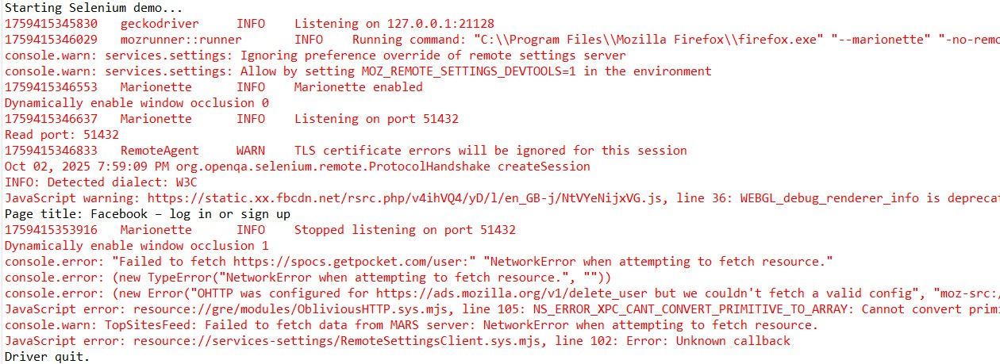 Starting Selenium demo...
1759415345830 geckodriver INFO Listening on 127.0.0.1:21128
1759415346029 mozrunner::runner INFO Running command: "C:\\Program Files\\Mozilla Firefox\\firefox.exe" "--marionette" "-no-remo
console.warn: services.settings: Ignoring preference override of remote settings server
console.warn: services.settings: Allow by setting MOZ_REMOTE_SETTINGS_DEVTOOLS=1 in the environment
1759415346553 Marionette INFO Marionette enabled
Dynamically enable window occlusion 0
1759415346637 Marionette INFO Listening on port 51432
Read port: 51432
1759415346833 RemoteAgent WARN TLS certificate errors will be ignored for this session
Oct 02, 2025 7:59:09 PM org.openqa.selenium.remote.ProtocolHandshake createSession
INFO: Detected dialect: W3C
JavaScript warning: https://static.xx.fbcdn.net/rsrc.php/v4ihVQ4/yD/l/en_GB-j/NtVYeNijxVG.js, line 36: WEBGL_debug_renderer_info is deprecat
Page title: Facebook – log in or sign up
1759415353916 Marionette INFO Stopped listening on port 51432
Dynamically enable window occlusion 1
console.error: "Failed to fetch https://spocs.getpocket.com/user:" "NetworkError when attempting to fetch resource."
console.error: (new TypeError("NetworkError when attempting to fetch resource.", ""))
console.error: (new Error("OHTTP was configured for https://ads.mozilla.org/v1/delete_user but we couldn't fetch a valid config", "moz-src:/
JavaScript error: resource://gre/modules/ObliviousHTTP.sys.mjs, line 105: NS_ERROR_XPC_CANT_CONVERT_PRIMITIVE_TO_ARRAY: Cannot convert primi
console.warn: TopSitesFeed: Failed to fetch data from MARS server: NetworkError when attempting to fetch resource.
JavaScript error: resource://services-settings/RemoteSettingsClient.sys.mjs, line 102: Error: Unknown callback
Driver quit.